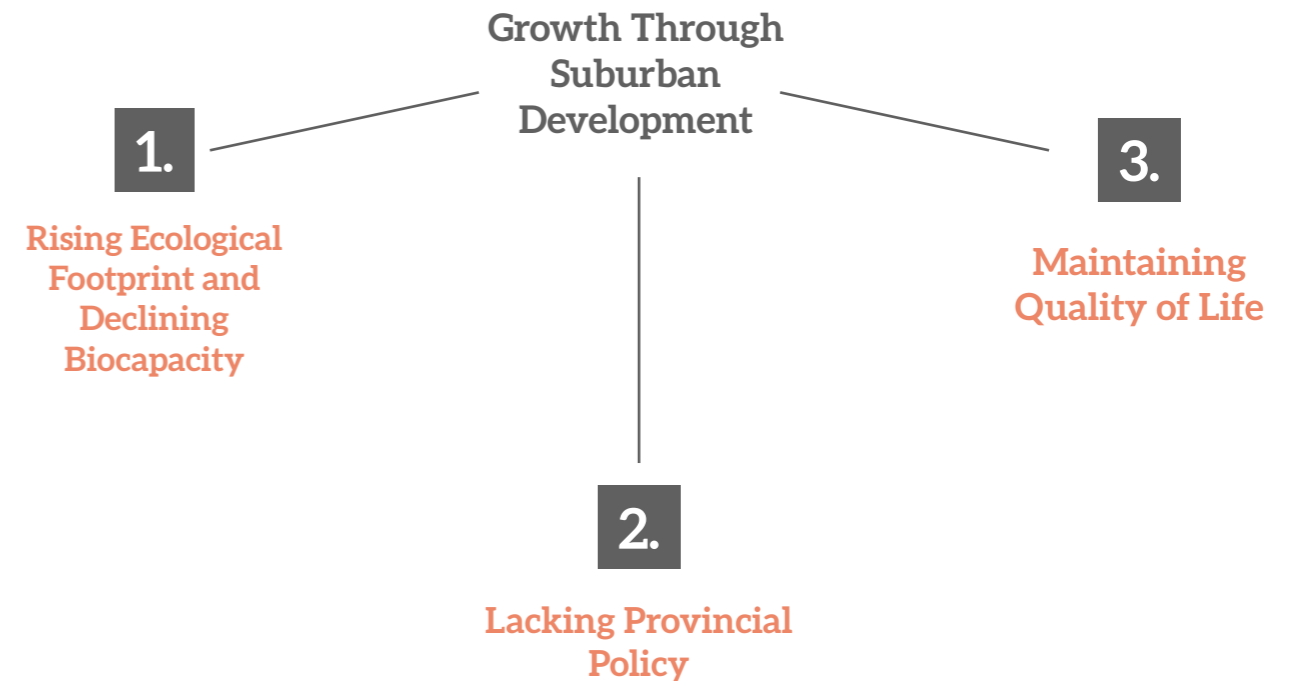 Growth Through
Suburban
Development
1.
Rising Ecological
Footprint and
Declining
Biocapacity
2.
Lacking Provincial
Policy
3.
Maintaining
Quality of Life